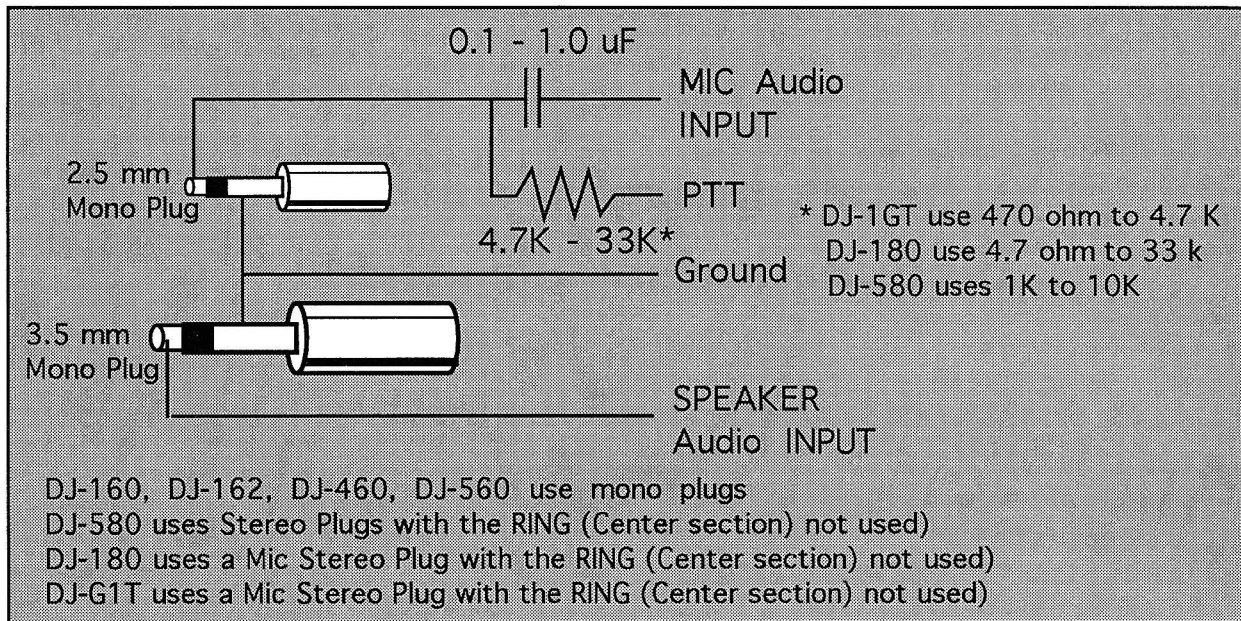 0.1 - 1.0 uF
MIC Audio
INPUT
2.5 mm
Mono Plug
PTT
4.7K - 33K*
* DJ-1GT use 470 ohm to 4.7 K
DJ-180 use 4.7 ohm to 33 k
DJ-580 uses 1K to 10K
Ground
3.5 mm
Mono Plug
SPEAKER
Audio INPUT
DJ-160, DJ-162, DJ-460, DJ-560 use mono plugs
DJ-580 uses Stereo Plugs with the RING (Center section) not used)
DJ-180 uses a Mic Stereo Plug with the RING (Center section) not used)
DJ-G1T uses a Mic Stereo Plug with the RING (Center section) not used)